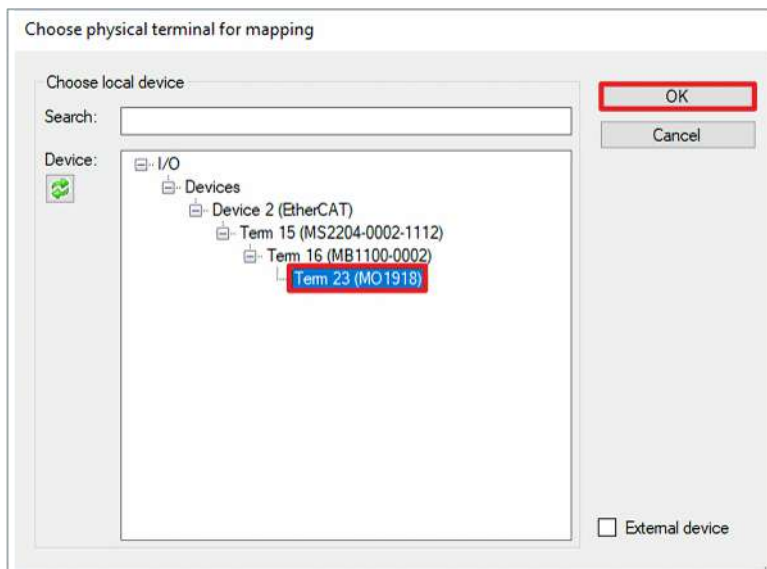 Choose physical terminal for mapping
Choose local device
Search:
OK
Cancel
Device:
I/O
Devices
Device 2 (EtherCAT)
Term 15 (MS2204-0002-1112)
Term 16 (MB1100-0002)
Term 23 (MO1918)
External device